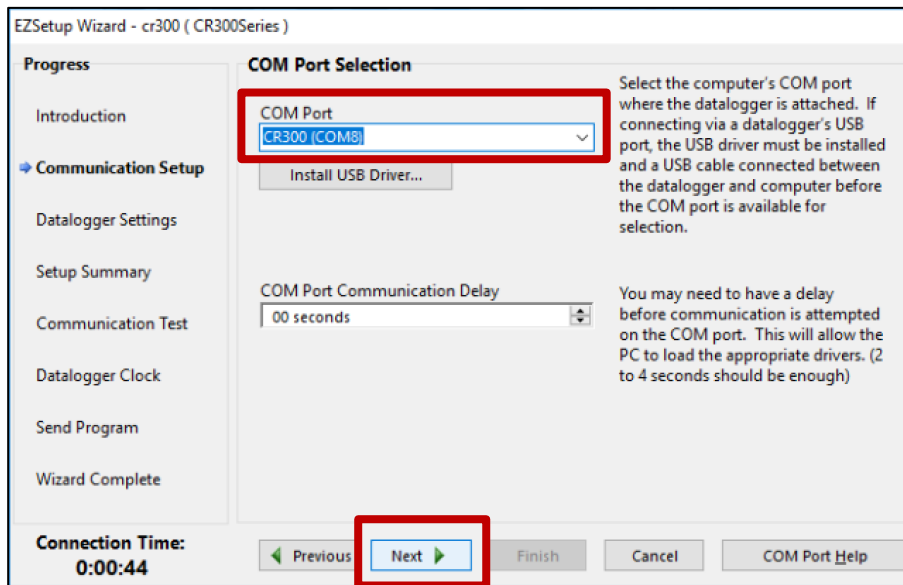 EZSetup Wizard - cr300 ( CR300Series )
Progress
Introduction
Communication Setup
Datalogger Settings
Setup Summary
Communication Test
Datalogger Clock
Send Program
Wizard Complete
Connection Time:
0:00:44
COM Port Selection
COM Port
CR300 (COM8)
Install USB Driver...
Select the computer's COM port
where the datalogger is attached. If
connecting via a datalogger's USB
port, the USB driver must be installed
and a USB cable connected between
the datalogger and computer before
the COM port is available for
selection.
COM Port Communication Delay
00 seconds
You may need to have a delay
before communication is attempted
on the COM port. This will allow the
PC to load the appropriate drivers. (2
to 4 seconds should be enough)
Previous
Next
Finish
Cancel
COM Port Help